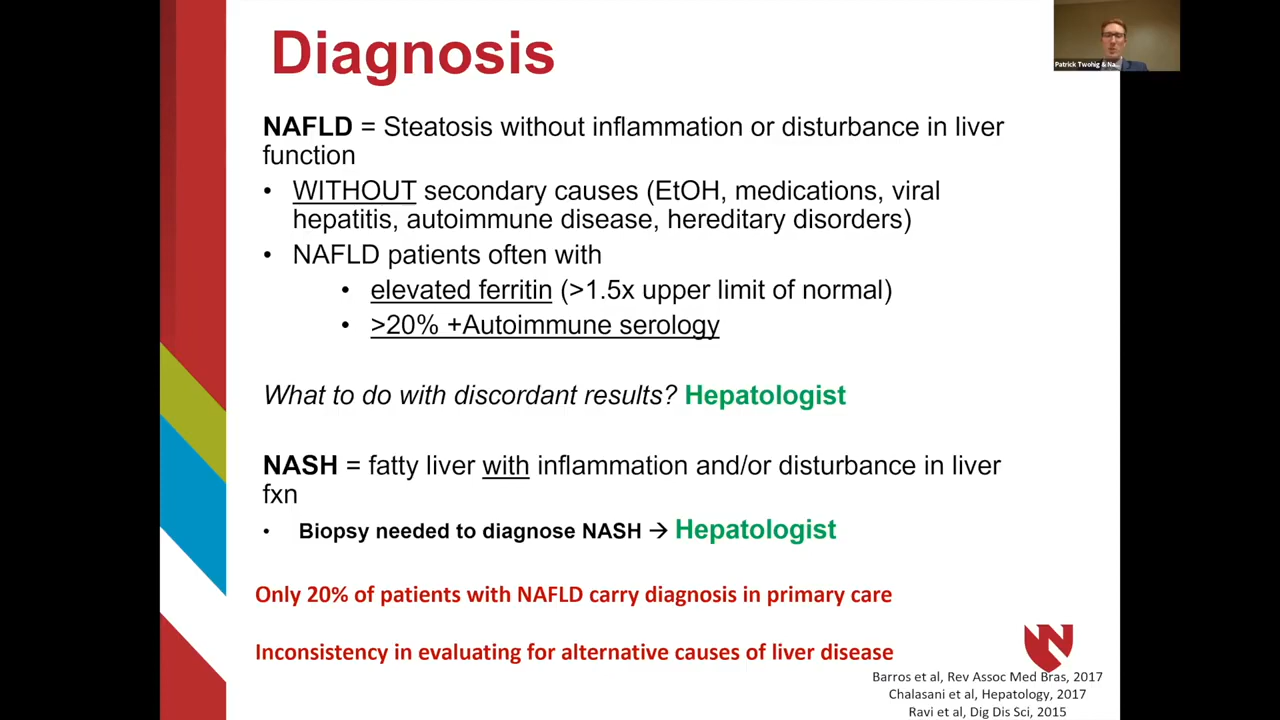 Diagnosis
Patrick Twohig & Na...
NAFLD = Steatosis without inflammation or disturbance in liver
function
• WITHOUT secondary causes (EtOH, medications, viral
hepatitis, autoimmune disease, hereditary disorders)
• NAFLD patients often with
• elevated ferritin (>1.5x upper limit of normal)
• >20% +Autoimmune serology
What to do with discordant results? Hepatologist
NASH = fatty liver with inflammation and/or disturbance in liver
fxn
• Biopsy needed to diagnose NASH → Hepatologist
Only 20% of patients with NAFLD carry diagnosis in primary care
Inconsistency in evaluating for alternative causes of liver disease
N
Barros et al, Rev Assoc Med Bras, 2017
Chalasani et al, Hepatology, 2017
Ravi et al, Dig Dis Sci, 2015